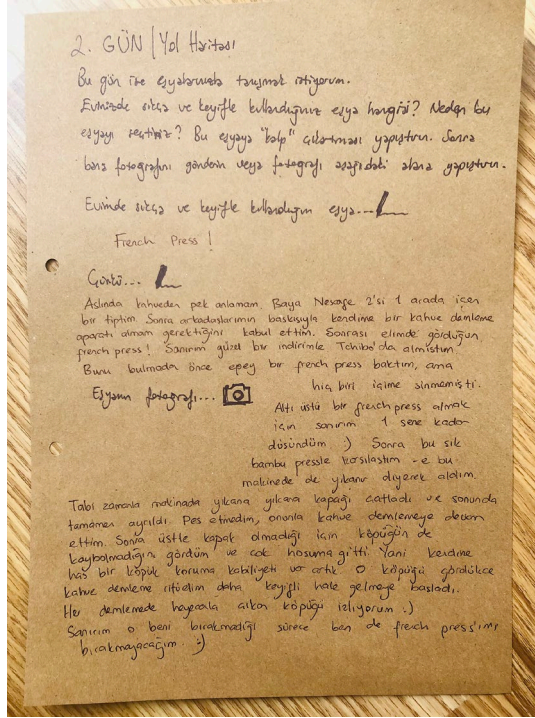 2. GÜN | Yol Haritası
Bu gün ise eşyalarınızla tanışmak istiyorum.
Evinizde sıkça ve keyifle kullandığınız eşya hangisi? Neden bu
eşyayı seçtiniz? Bu eşyaya "kalp" çıkartması yapıştırın. Sonra
bana fotoğrafını gönderin veya fotoğrafı aşağıdaki alana yapıştırın.
Evimde sıkça ve keyifle kullandığım eşya...
French Press!
Çünkü...
Aslında kahveden pek anlamam. Baya Nescafe 2'si 1 arada içen
bir tiptim. Sonra arkadaşlarımın baskısıyla kendime bir kahve demleme
aparatı almam gerektiğini kabul ettim. Sonrası elimde gördüğün
french press! Sanırım güzel bir indirimle Tchibo'da almıştım.
Bunu bulmada önce epey bir french press baktım, ama
hiç biri içime sinmemişti.
Eşyanın fotoğrafı...
Altı üstü bir french press almak
için sanırım 1 sene kadar
düşündüm :) Sonra bu şık
bambu pressle karşılaştım - e bu
makinede de yıkanır diyerek aldım.
Tabi zamanla makinada yıkana yıkana kapağı çatladı ve sonunda
tamamen ayrıldı. Pes etmedim, onunla kahve demlemeye devam
ettim. Sonra üstte kapak olmadığı için köpüğün de
kaybolmadığını gördüm ve çok hoşuma gitti. Yani kendine
has bir köpük koruma kabiliyeti var artık. O köpüğü gördükçe
kahve demleme ritüelim daha keyifli hale gelmeye başladı.
Her demlemede heyecanla çıkan köpüğü izliyorum :)
Sanırım o beni bırakmadığı sürece ben de french press'imi
bırakmayacağım. :)